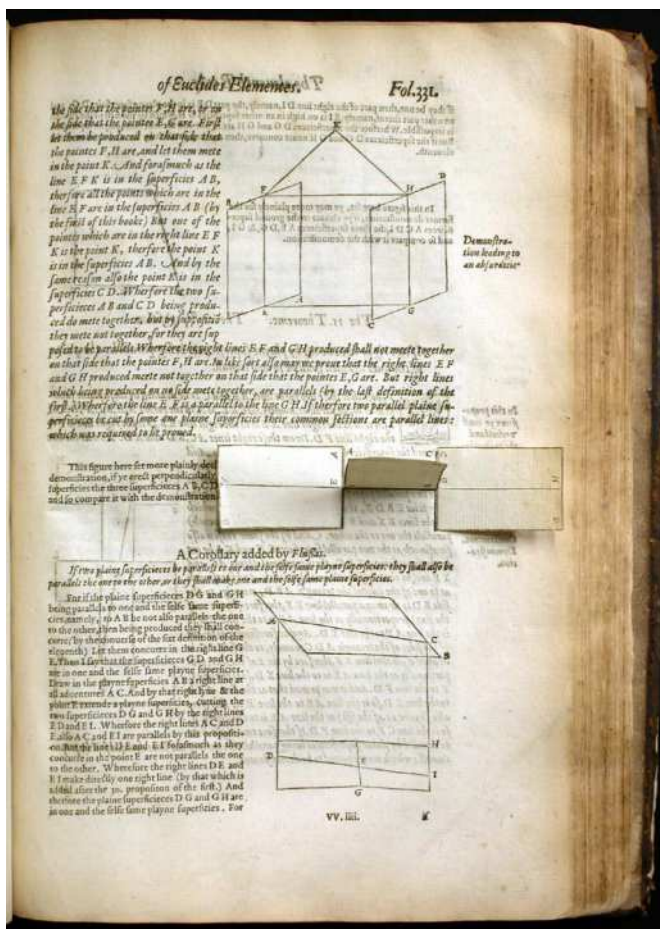 of Euclides Elementes. Fol.331.
the side that the pointes F,H are, or on
the side that the pointes E,G are. First
let them be produced on that side that
the pointes F,H are, and let them mete
in the point K. And forasmuch as the
line E F K is in the superficies A B,
therfore all the points which are in the
line E F are in the superficies A B (by
the first of this booke) But one of the
pointes which are in the right line E F
K is the point K, therfore the point K
is in the superficies A B. And by the
same reason also the point K is in the
superficies C D. Wherfore the two su-
perficieces A B and C D being produ-
ced do mete together, but by suppositio
they mete not together, for they are sup
posed to be parallels. Wherfore the right lines E F and G H produced shall not meete together
on that side that the pointes F, H are. In like sort also may we prove that the right lines E F
and G H produced meete not together on that side that the pointes E,G are. But right lines
which being produced on no side mete together, are parallels (by the last definition of the
first.) Wherfore the line E F is a parallel to the line G H. If therfore two parallel plaine su-
perficieces be cut by some one plaine superficies their common sections are parallel lines:
which was required to be proved.
Demonstra-
tion leading to
an absurditie
This figure here set more plainly
demonstration, if ye erect perpendicularly
superficies the three superficieces A B, C D
and so compare it with the demonstration
A Corollary added by Flussas.
If two plaine superficieces be parallels to one and the selfe same playne superficies: they shall also be
parallels the one to the other, or they shall make one and the selfe same plaine superficies.
For if the plaine superficieces D G and G H
being parallels to one and the selfe same superfi-
cies, namely, to A B be not also parallels the one
to the other, then being produced they shall con-
curre, by the converse of the sixt definition of the
eleventh) Let them concurre in the right line G
E. Then I say that the superficieces G D and G H
are in one and the selfe same playne superficies.
Draw in the playne superficies A B a right line at
all adventures A C. And by that right lyne & the
point E extende a playne superficies, cutting the
two superficieces D G and G H by the right lines
E D and E I. Wherfore the right lines A C and D
E also A C and E I are parallels by this propositi-
on. But the lines D E and E I forasmuch as they
concurre in the point E are not parallels the one
to the other. Wherefore the right lines D E and
E I make directly one right line (by that which is
added after the 30. proposition of the first.) And
therfore the plaine superficieces D G and G H are
in one and the selfe same playne superficies. For
F
H
D
G
C
A
A
C
E
H
A
C
B
D
E
H
I
G
VV. iiii.